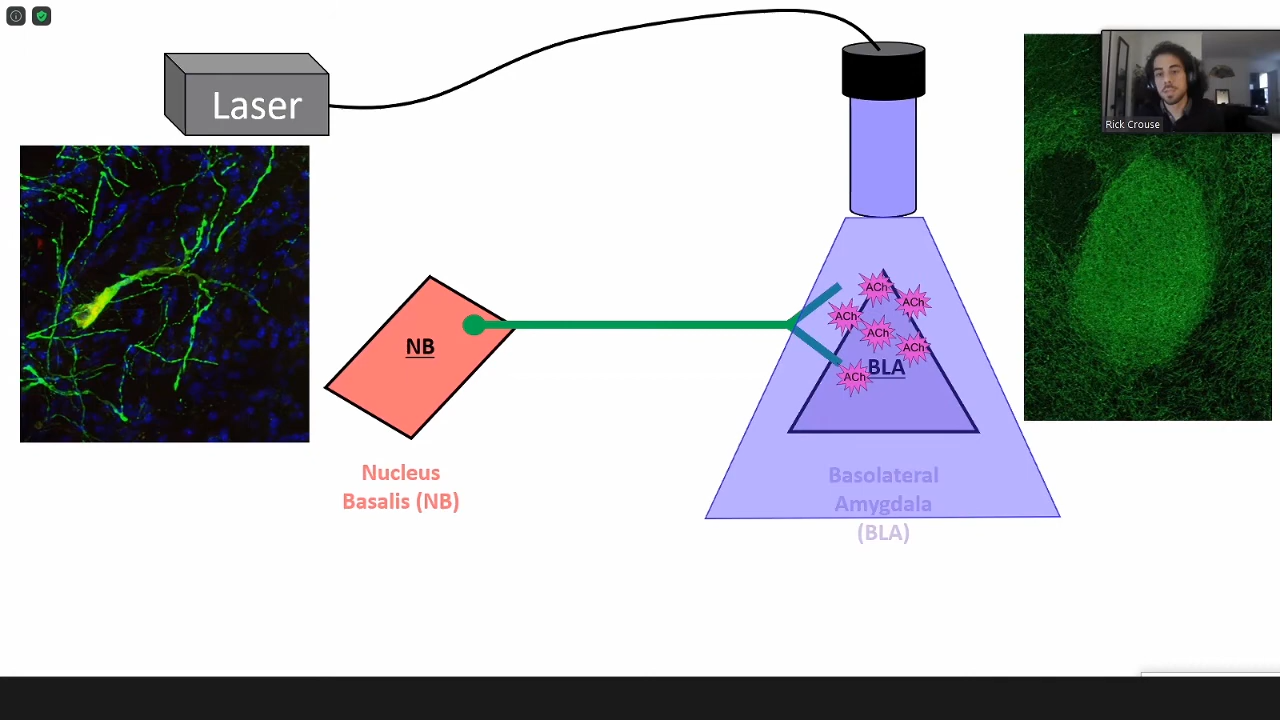 Laser
Rick Crouse
ACh
ACh
ACh
ACh
ACh
ACh
NB
BLA
Nucleus
Basalis (NB)
Basolateral
Amygdala
(BLA)